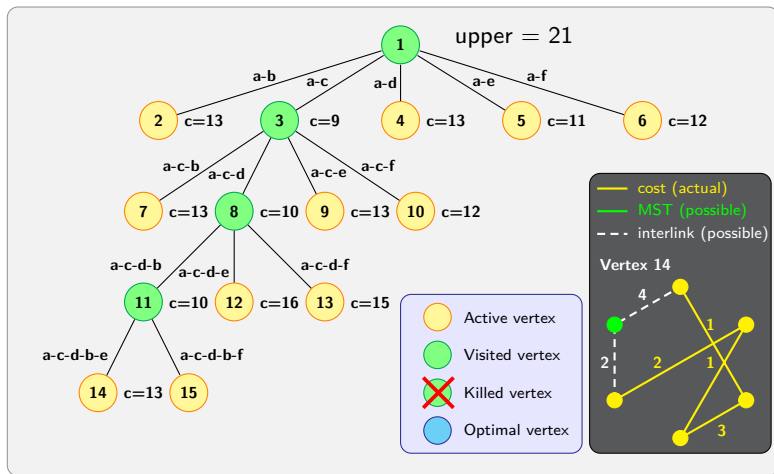 1 upper = 21
a-b a-c a-d a-e a-f
2 c=13 3 c=9 4 c=13 5 c=11 6 c=12
a-c-b a-c-d a-c-e a-c-f
7 c=13 8 c=10 9 c=13 10 c=12
a-c-d-b a-c-d-e a-c-d-f
11 c=10 12 c=16 13 c=15
a-c-d-b-e a-c-d-b-f
14 c=13 15
Active vertex
Visited vertex
Killed vertex
Optimal vertex
cost (actual)
MST (possible)
interlink (possible)
Vertex 14
4
1
2 2 1
3